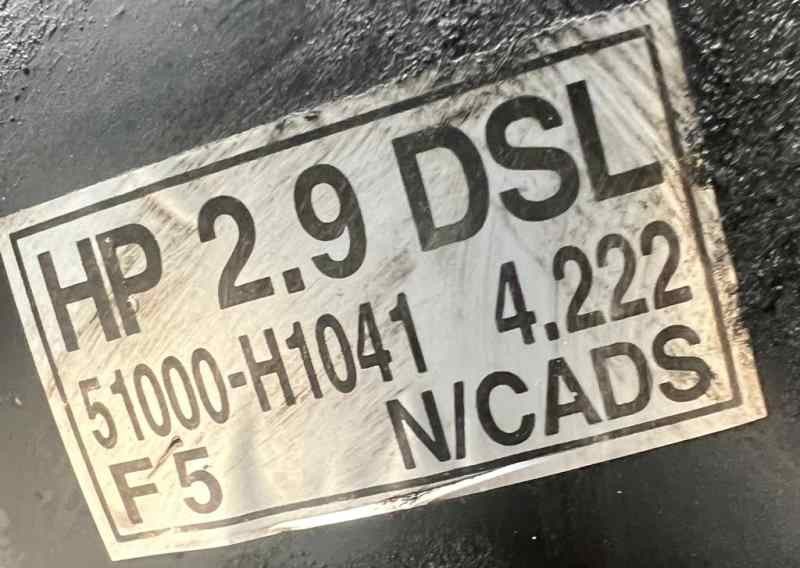 HP 2.9 DSL
51000-H1041 4.222
F5 N/CADS